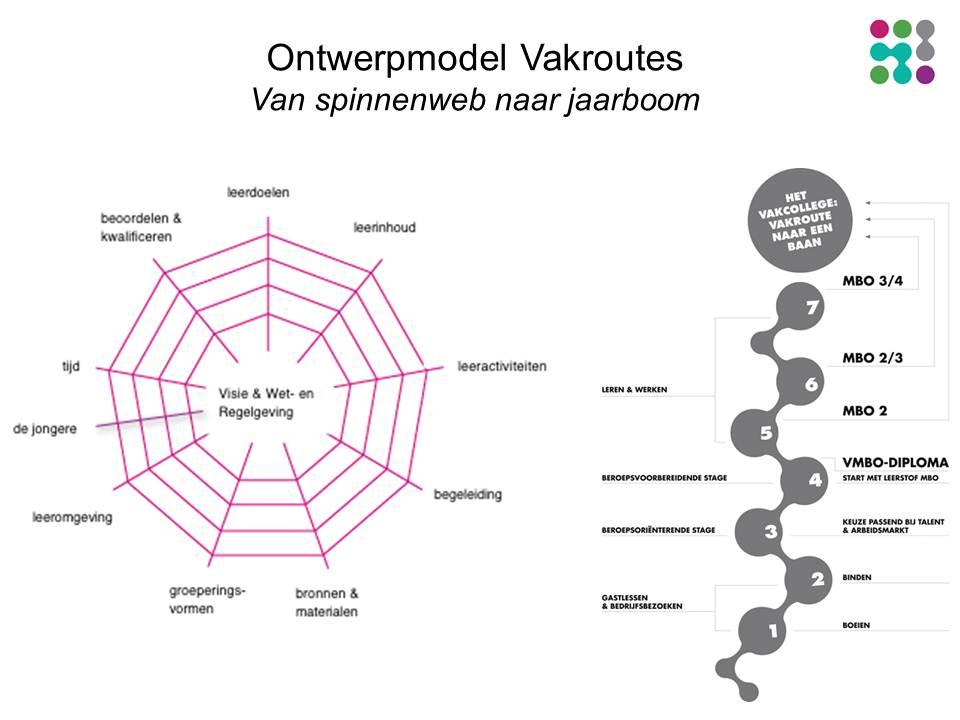 Ontwerpmodel Vakroutes
Van spinnenweb naar jaarboom
leerdoelen
leerinhoud
leeractiviteiten
begeleiding
bronnen &
materialen
groeperings-
vormen
leeromgeving
de jongere
tijd
beoordelen &
kwalificeren
Visie & Wet- en
Regelgeving
HET
VAKCOLLEGE:
VAKROUTE
NAAR EEN
BAAN
MBO 3/4
7
MBO 2/3
6
LEREN & WERKEN
MBO 2
5
VMBO-DIPLOMA
BEROEPSVOORBEREIDENDE STAGE
4
START MET LEERSTOF MBO
BEROEPSORIËNTERENDE STAGE
3
KEUZE PASSEND BIJ TALENT
& ARBEIDSMARKT
2
BINDEN
GASTLESSEN
& BEDRIJFSBEZOEKEN
1
BOEIEN